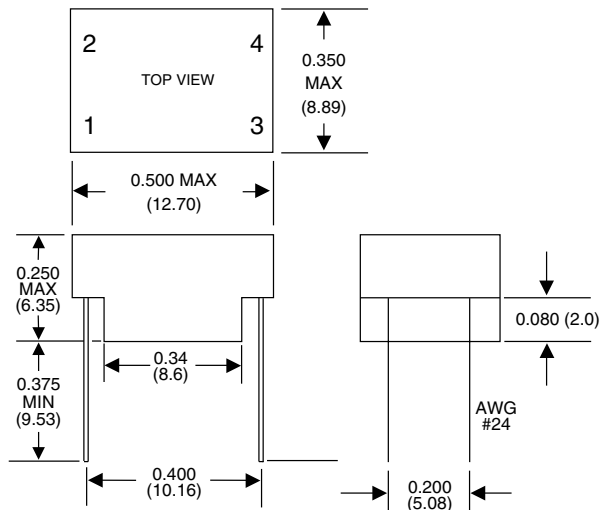 2 4
TOP VIEW
1 3
0.350
MAX
(8.89)
0.500 MAX
(12.70)
0.250
MAX
(6.35)
0.080 (2.0)
0.34
(8.6)
0.375
MIN
(9.53)
AWG
#24
0.400
(10.16)
0.200
(5.08)